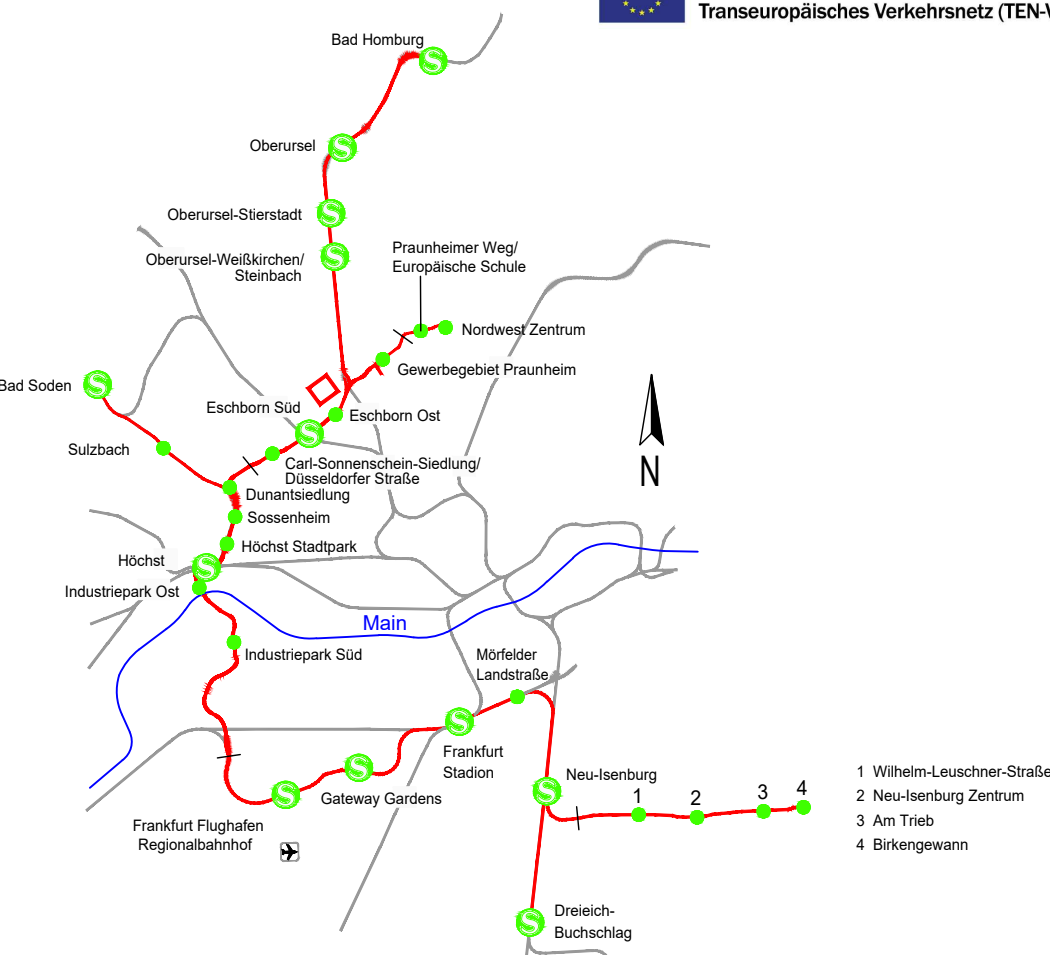 Transeuropäisches Verkehrsnetz (TEN-V
Bad Homburg
Oberursel
Oberursel-Stierstadt
Oberursel-Weißkirchen/
Steinbach
Praunheimer Weg/
Europäische Schule
Nordwest Zentrum
Gewerbegebiet Praunheim
Bad Soden
Eschborn Süd
Eschborn Ost
Sulzbach
Carl-Sonnenschein-Siedlung/
Düsseldorfer Straße
Dunantsiedlung
N
Sossenheim
Höchst Stadtpark
Höchst
Industriepark Ost
Main
Industriepark Süd
Mörfelder
Landstraße
Frankfurt
Stadion
Gateway Gardens
Frankfurt Flughafen
Regionalbahnhof
Neu-Isenburg
1
2
3
4
1 Wilhelm-Leuschner-Straße
2 Neu-Isenburg Zentrum
3 Am Trieb
4 Birkengewann
Dreieich-
Buchschlag
S
S
S
S
S
S
S
S
S
S
S
S